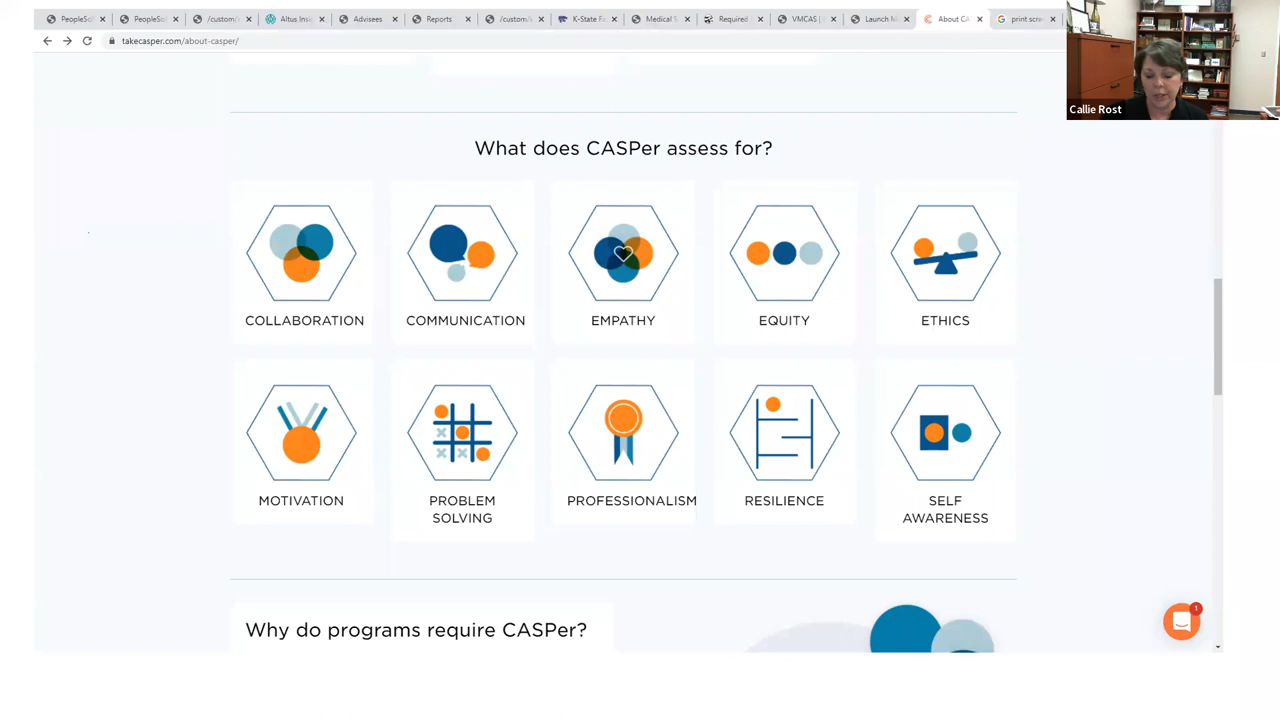 PeopleSo
PeopleS
/custom/
Altus Insi
Advisees
Reports
/custom/
K-State Fa
Medical S
Required
VMCAS |
Launch M
About CA
print scre
takecasper.com/about-casper/
Callie Rost
What does CASPer assess for?
COLLABORATION
COMMUNICATION
EMPATHY
EQUITY
ETHICS
MOTIVATION
PROBLEM
SOLVING
PROFESSIONALISM
RESILIENCE
SELF
AWARENESS
Why do programs require CASPer?
1